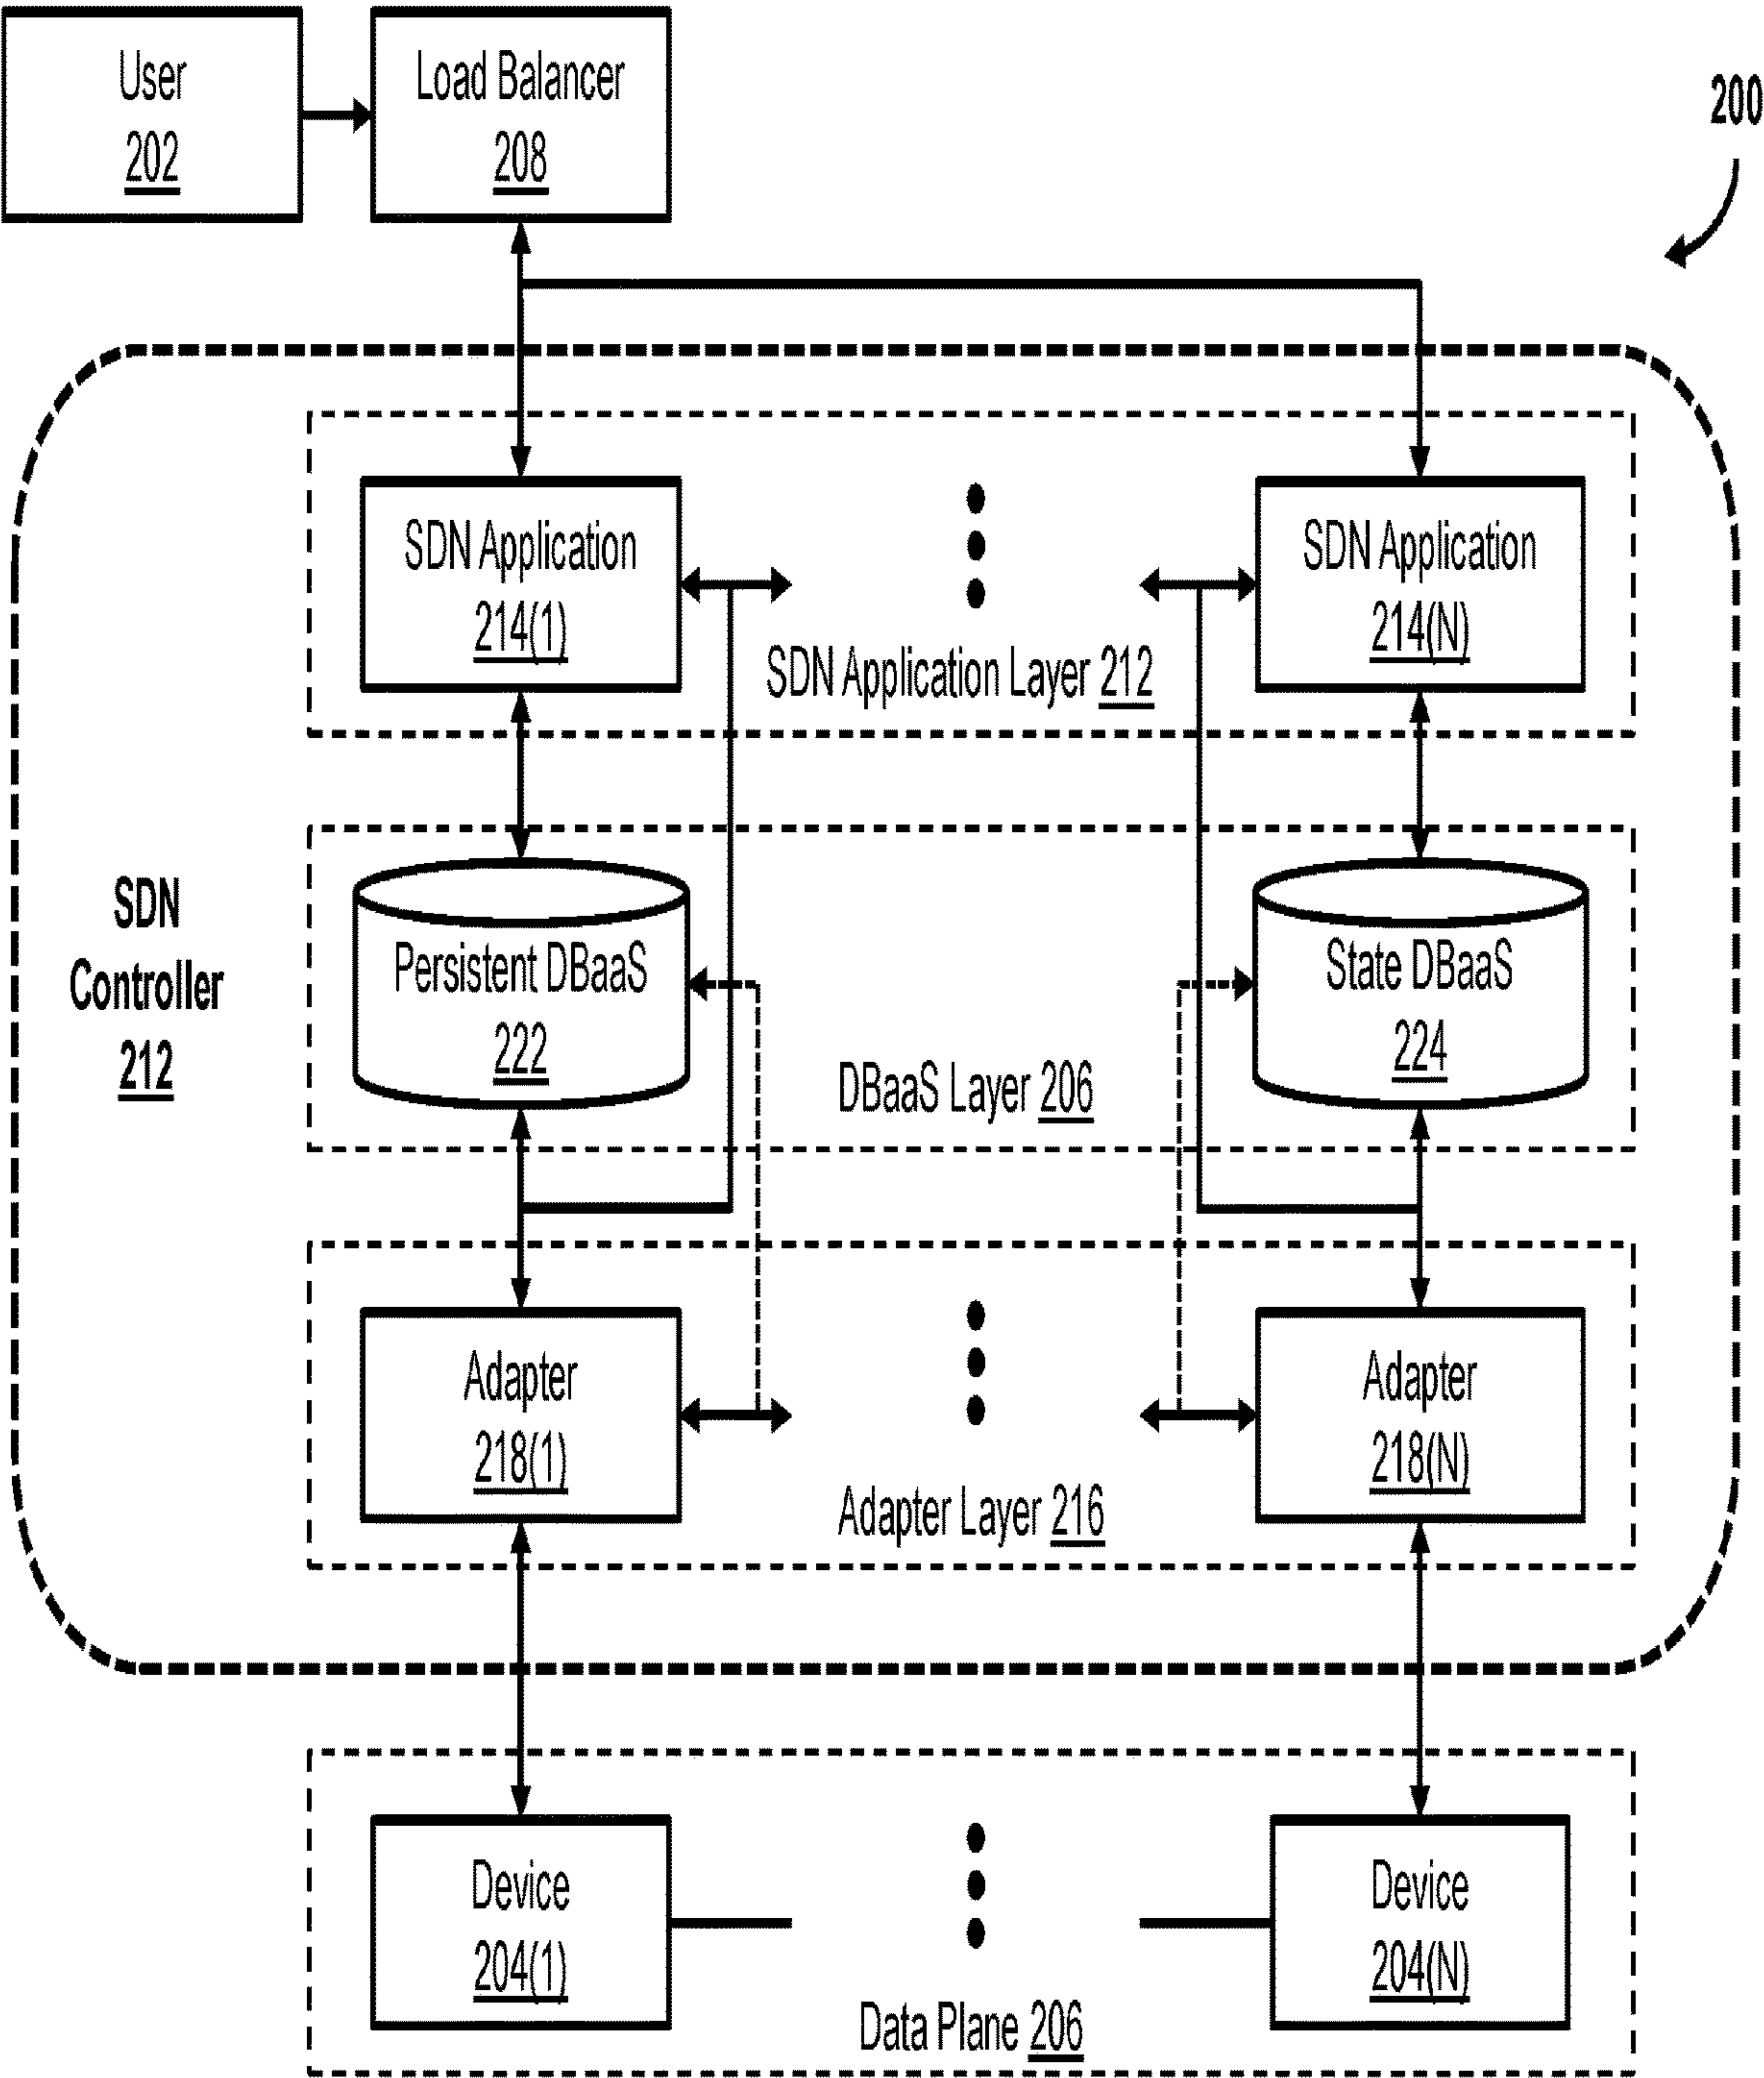 User
202
Load Balancer
208
200
SDN Application
214(1)
SDN Application
214(N)
SDN Application Layer 212
SDN
Controller
212
Persistent DBaaS
222
State DBaaS
224
DBaaS Layer 206
Adapter
218(1)
Adapter
218(N)
Adapter Layer 216
Device
204(1)
Device
204(N)
Data Plane 206